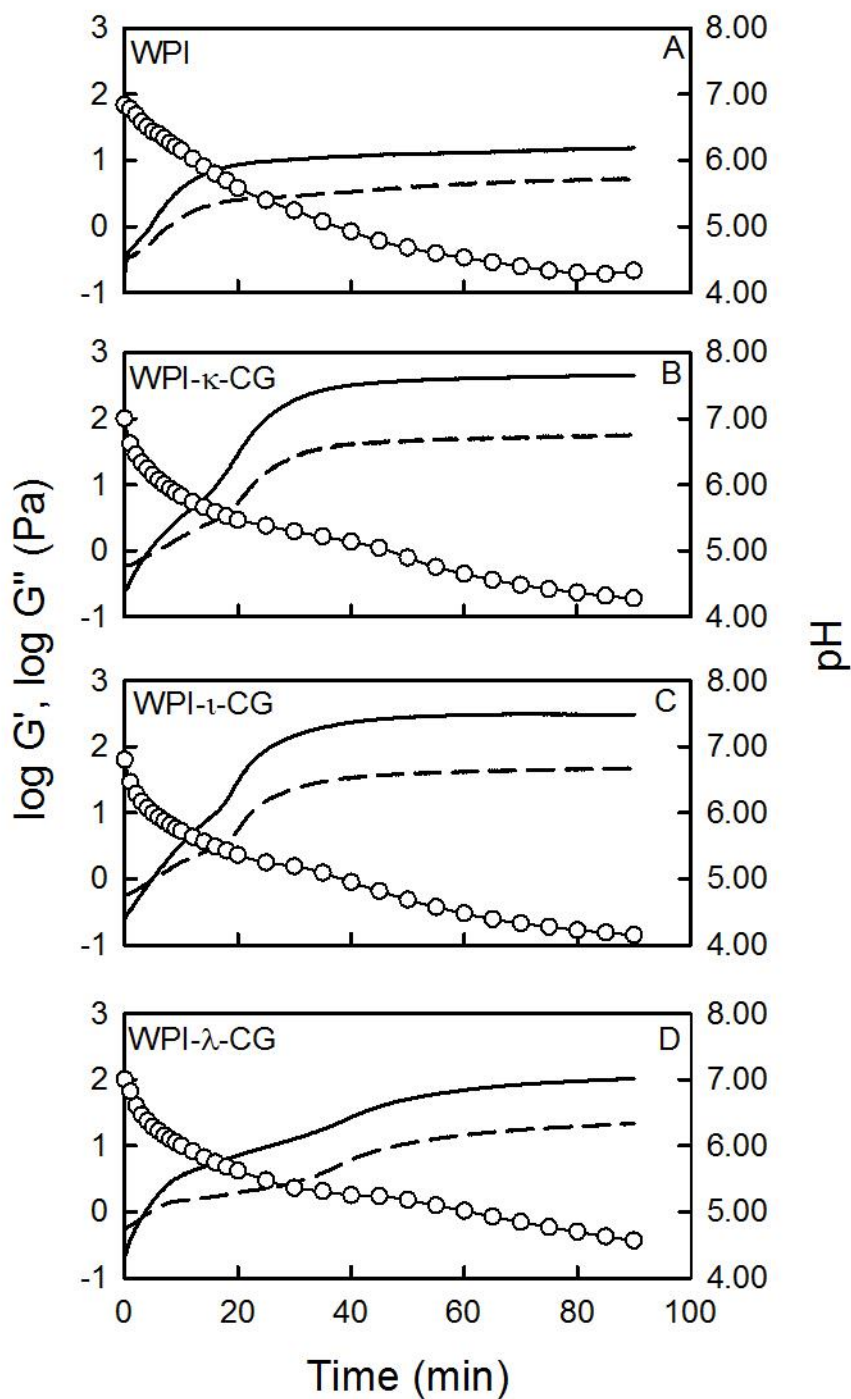 3 8.00
WPI A
2 7.00
1 6.00
0 5.00
-1 4.00
3 8.00
WPI-κ-CG B
2 7.00
1 6.00
0 5.00
-1 4.00
log G', log G" (Pa)
pH
3 8.00
WPI-ι-CG C
2 7.00
1 6.00
0 5.00
-1 4.00
3 8.00
WPI-λ-CG D
2 7.00
1 6.00
0 5.00
-1 4.00
0 20 40 60 80 100
Time (min)